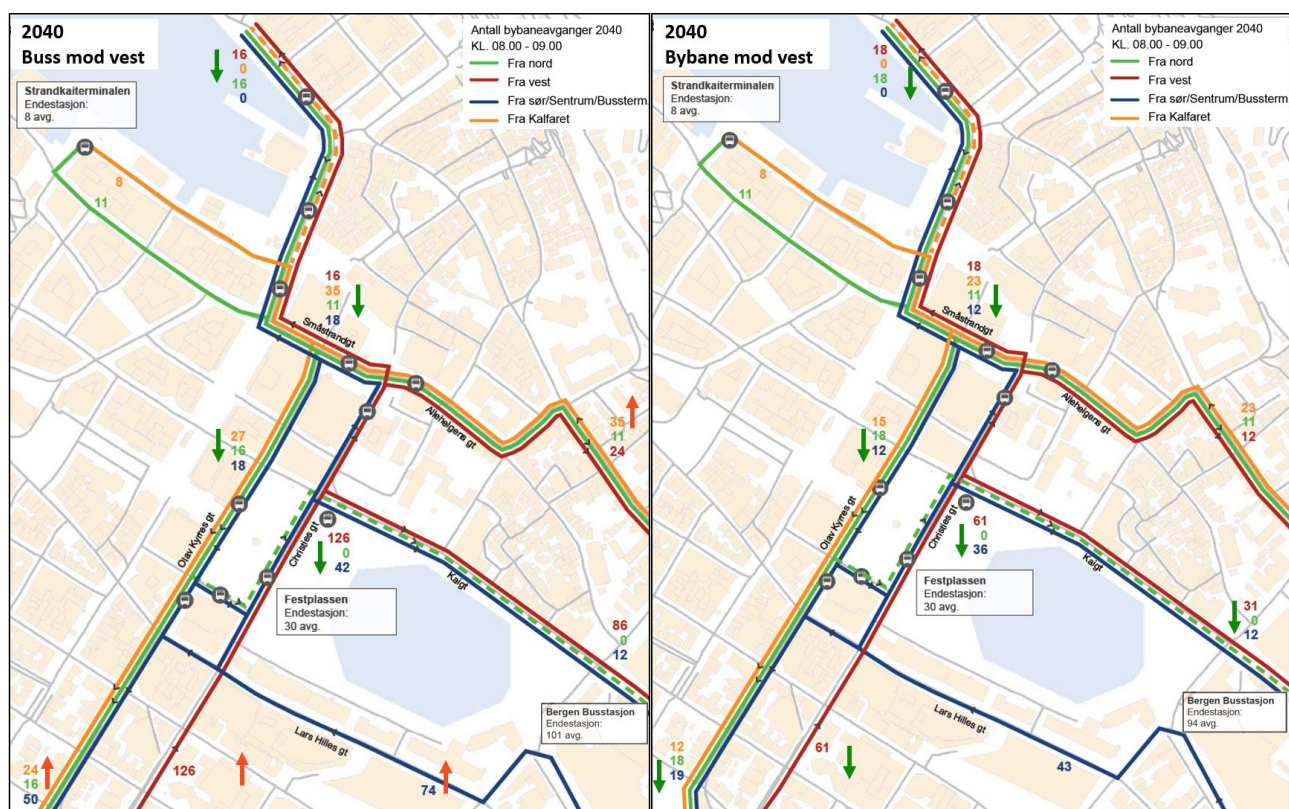 2040
Buss mod vest
Antall bybaneavganger 2040
KL. 08.00 - 09.00
Fra nord
Fra vest
Fra sør/Sentrum/Bussterm
Fra Kalfaret
16
0
16
0
Strandkaiterminalen
Endestasjon:
8 avg.
8
11
16
35
11
18
Småstrandgt
Allehelgens gt
35
11
24
27
16
18
Olav Kyrres gt
Christies gt
126
0
42
Kaigt
Festplassen
Endestasjon:
30 avg.
86
0
12
Bergen Busstasjon
Endestasjon:
101 avg.
Lars Hilles gt
24
16
50
126
74
2040
Bybane mod vest
Antall bybaneavganger 2040
KL. 08.00 - 09.00
Fra nord
Fra vest
Fra sør/Sentrum/Bussterm
Fra Kalfaret
18
0
18
0
Strandkaiterminalen
Endestasjon:
8 avg.
8
11
18
23
11
12
Småstrandgt
Allehelgens gt
23
11
12
15
18
12
Olav Kyrres gt
Christies gt
61
0
36
Kaigt
Festplassen
Endestasjon:
30 avg.
31
0
12
Bergen Busstasjon
Endestasjon:
94 avg.
Lars Hilles gt
12
18
19
61
43